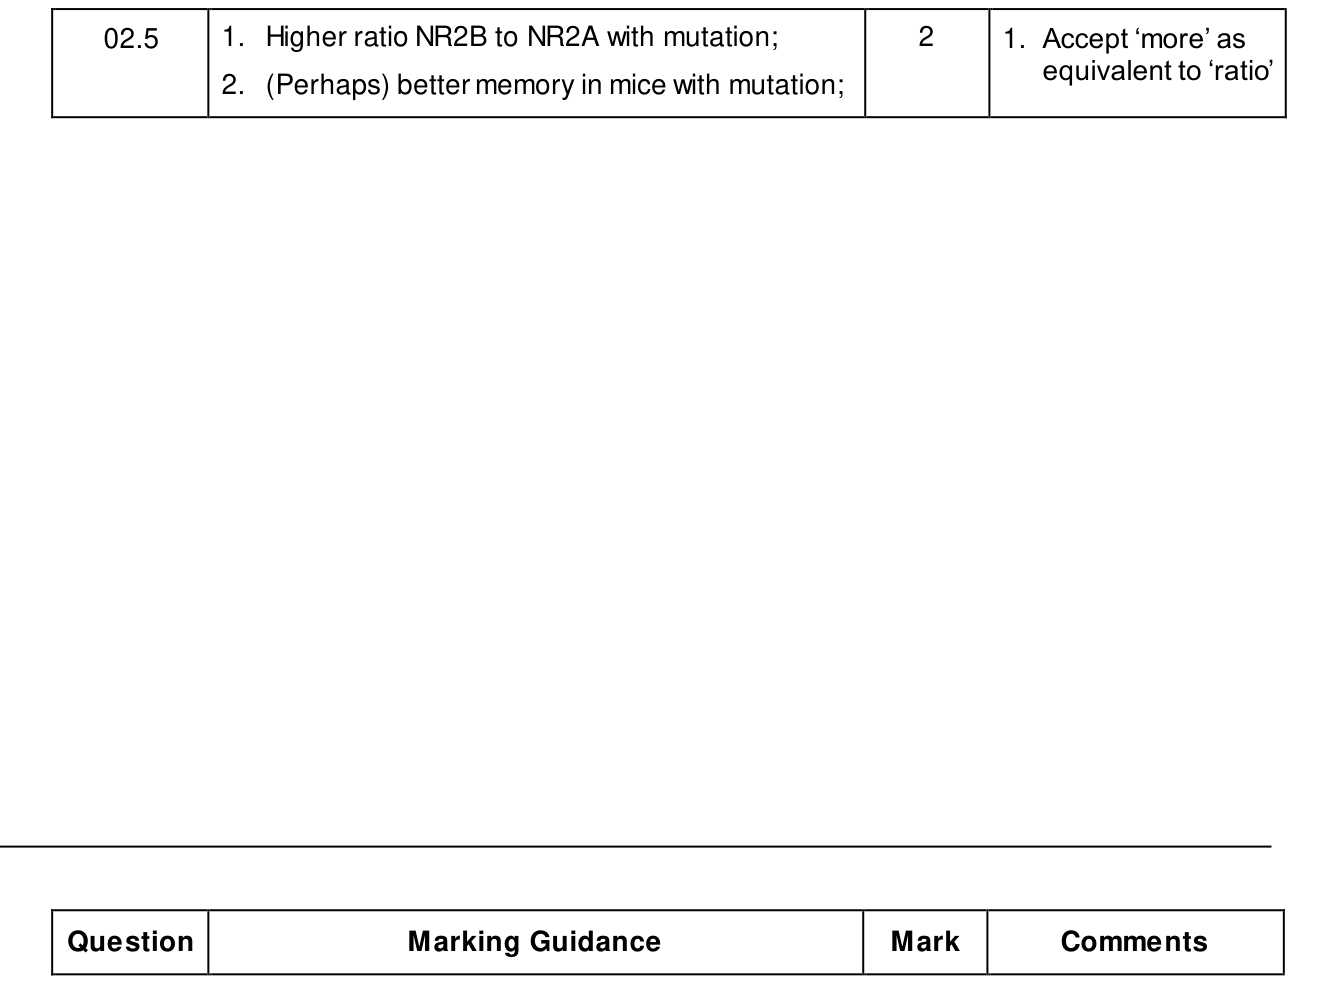 02.5
1. Higher ratio NR2B to NR2A with mutation;
2. (Perhaps) better memory in mice with mutation;
2
1. Accept ‘more’ as
equivalent to ‘ratio’
Question Marking Guidance Mark Comments